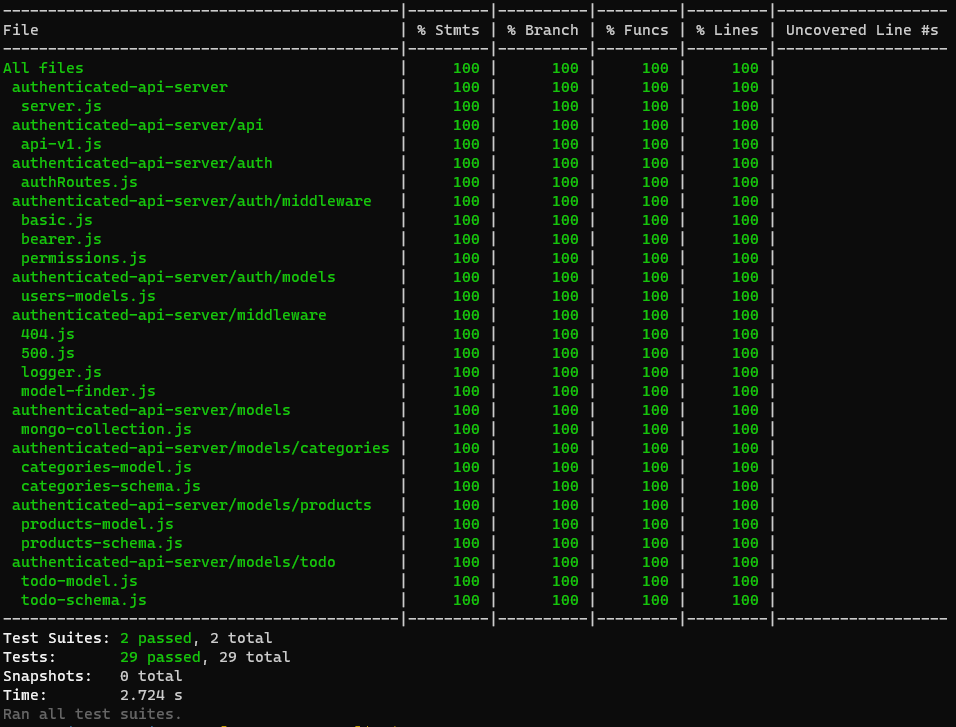 -------------------------------------------|---------|----------|---------|---------|-------------------
File                                       | % Stmts | % Branch | % Funcs | % Lines | Uncovered Line #s
-------------------------------------------|---------|----------|---------|---------|-------------------
All files                                  |     100 |      100 |     100 |     100 |
 authenticated-api-server                  |     100 |      100 |     100 |     100 |
  server.js                                |     100 |      100 |     100 |     100 |
 authenticated-api-server/api              |     100 |      100 |     100 |     100 |
  api-v1.js                                |     100 |      100 |     100 |     100 |
 authenticated-api-server/auth             |     100 |      100 |     100 |     100 |
  authRoutes.js                            |     100 |      100 |     100 |     100 |
 authenticated-api-server/auth/middleware  |     100 |      100 |     100 |     100 |
  basic.js                                 |     100 |      100 |     100 |     100 |
  bearer.js                                |     100 |      100 |     100 |     100 |
  permissions.js                           |     100 |      100 |     100 |     100 |
 authenticated-api-server/auth/models      |     100 |      100 |     100 |     100 |
  users-models.js                          |     100 |      100 |     100 |     100 |
 authenticated-api-server/middleware       |     100 |      100 |     100 |     100 |
  404.js                                   |     100 |      100 |     100 |     100 |
  500.js                                   |     100 |      100 |     100 |     100 |
  logger.js                                |     100 |      100 |     100 |     100 |
  model-finder.js                          |     100 |      100 |     100 |     100 |
 authenticated-api-server/models           |     100 |      100 |     100 |     100 |
  mongo-collection.js                      |     100 |      100 |     100 |     100 |
 authenticated-api-server/models/categories |     100 |      100 |     100 |     100 |
  categories-model.js                      |     100 |      100 |     100 |     100 |
  categories-schema.js                     |     100 |      100 |     100 |     100 |
 authenticated-api-server/models/products  |     100 |      100 |     100 |     100 |
  products-model.js                        |     100 |      100 |     100 |     100 |
  products-schema.js                       |     100 |      100 |     100 |     100 |
 authenticated-api-server/models/todo      |     100 |      100 |     100 |     100 |
  todo-model.js                            |     100 |      100 |     100 |     100 |
  todo-schema.js                           |     100 |      100 |     100 |     100 |
-------------------------------------------|---------|----------|---------|---------|-------------------
Test Suites: 2 passed, 2 total
Tests:       29 passed, 29 total
Snapshots:   0 total
Time:        2.724 s
Ran all test suites.